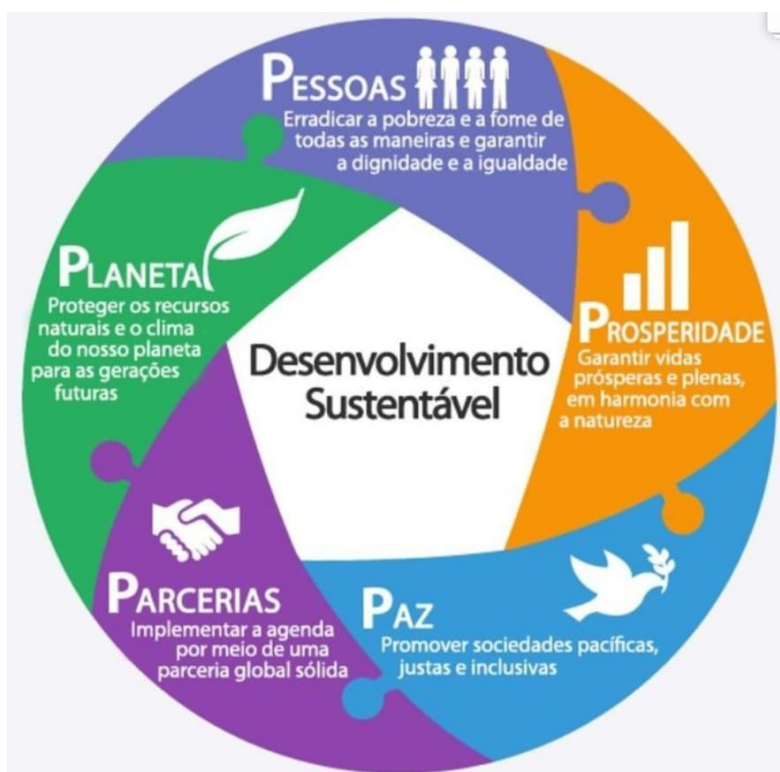 PESSOAS
Erradicar a pobreza e a fome de
todas as maneiras e garantir
a dignidade e a igualdade
PROSPERIDADE
Garantir vidas
prósperas e plenas,
em harmonia com
a natureza
PAZ
Promover sociedades pacíficas,
justas e inclusivas
PARCERIAS
Implementar a agenda
por meio de uma
parceria global sólida
PLANETA
Proteger os recursos
naturais e o clima
do nosso planeta
para as gerações
futuras
Desenvolvimento
Sustentável